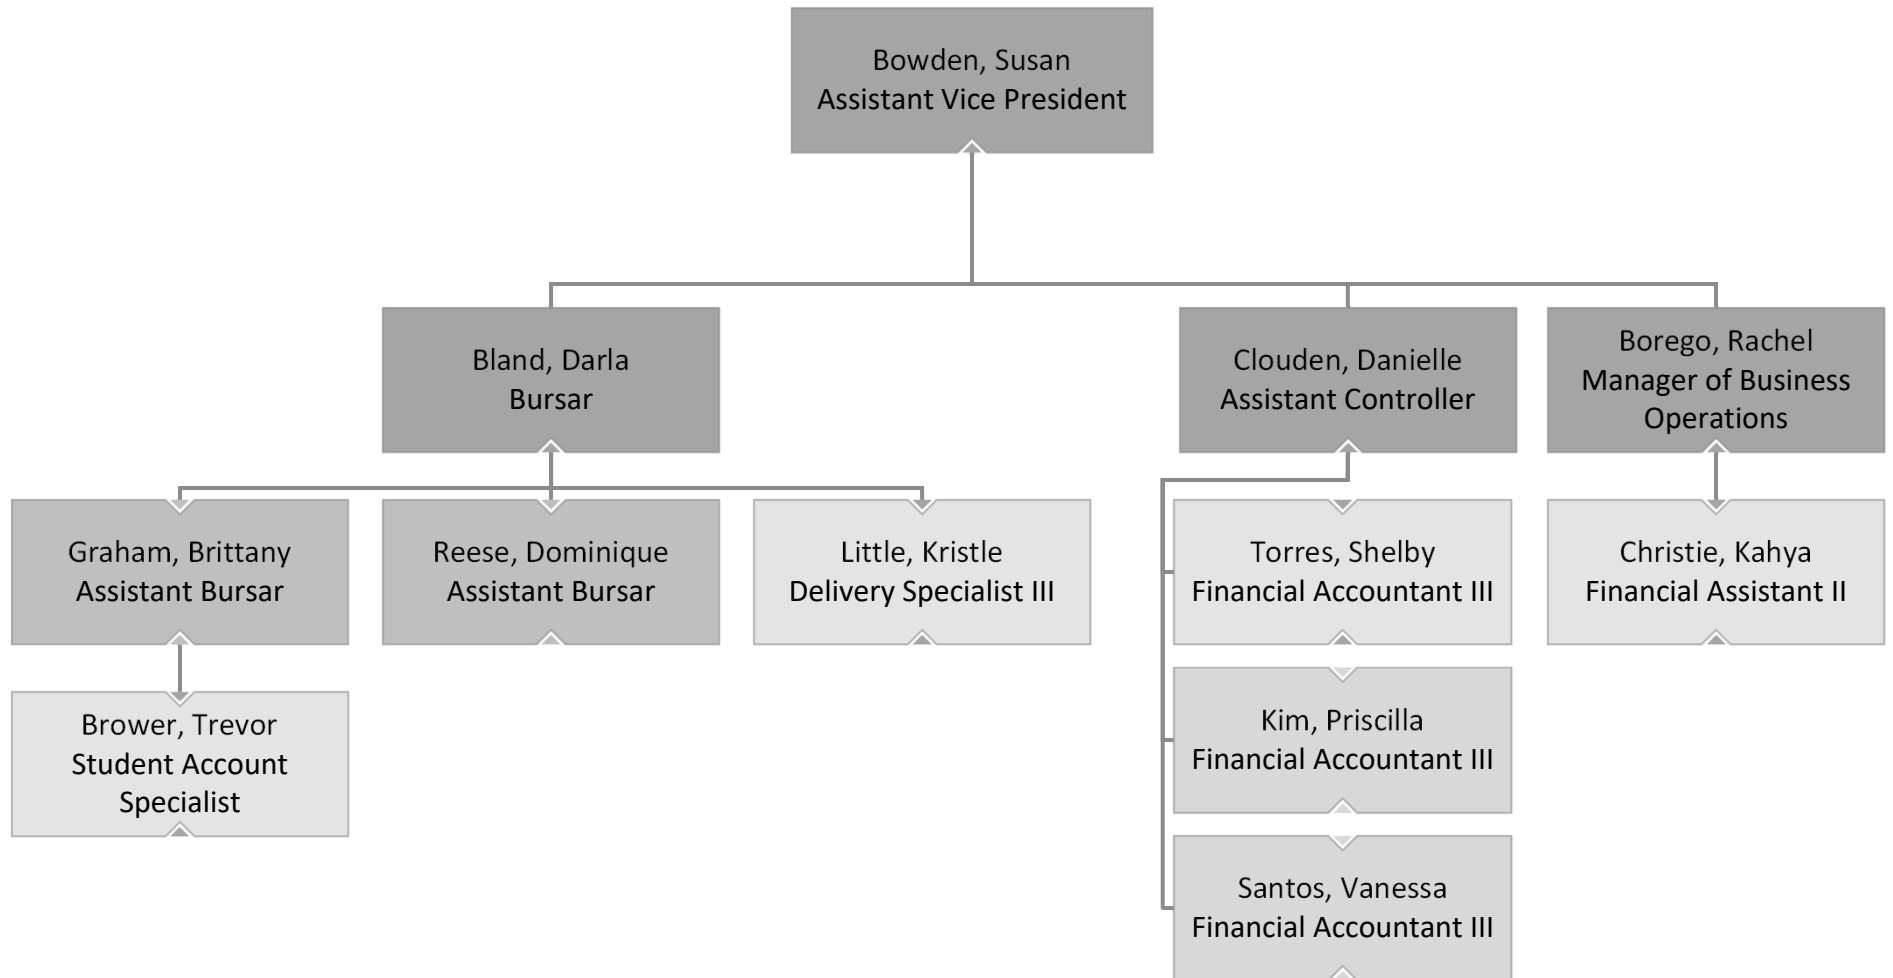 Bowden, Susan
Assistant Vice President
Bland, Darla
Bursar
Clouden, Danielle
Assistant Controller
Borego, Rachel
Manager of Business
Operations
Graham, Brittany
Assistant Bursar
Reese, Dominique
Assistant Bursar
Little, Kristle
Delivery Specialist III
Torres, Shelby
Financial Accountant III
Christie, Kahya
Financial Assistant II
Brower, Trevor
Student Account
Specialist
Kim, Priscilla
Financial Accountant III
Santos, Vanessa
Financial Accountant III